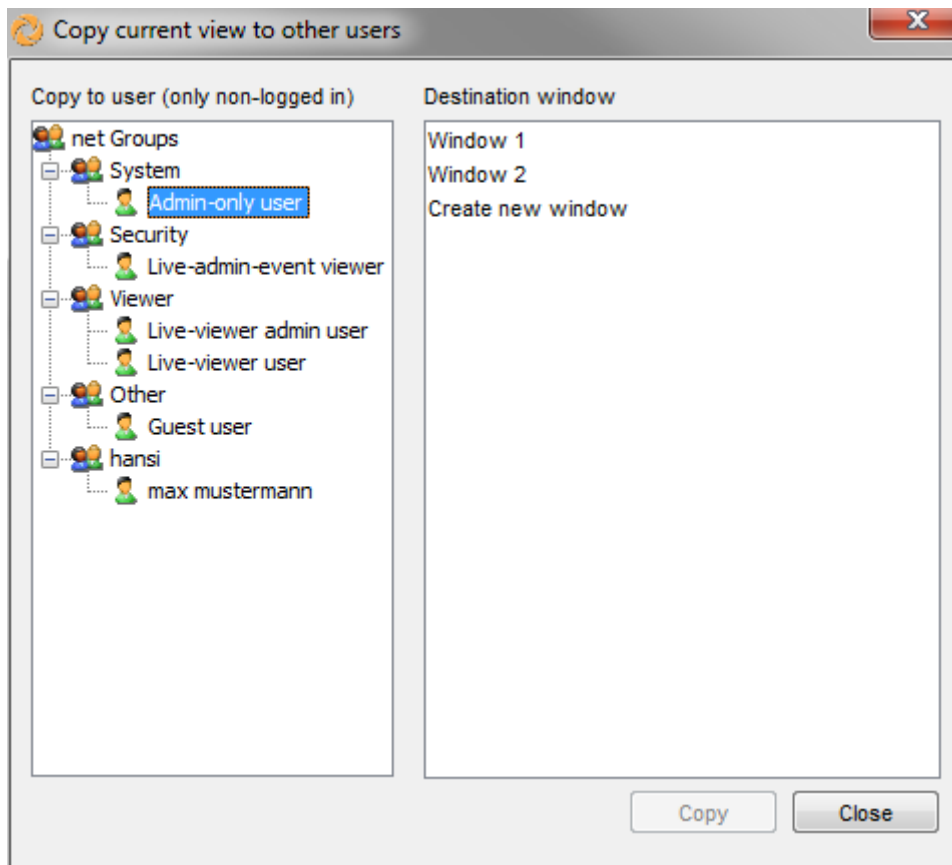 Copy current view to other users
Copy to user (only non-logged in)
net Groups
System
Admin-only user
Security
Live-admin-event viewer
Viewer
Live-viewer admin user
Live-viewer user
Other
Guest user
hansi
max mustermann
Destination window
Window 1
Window 2
Create new window
Copy
Close